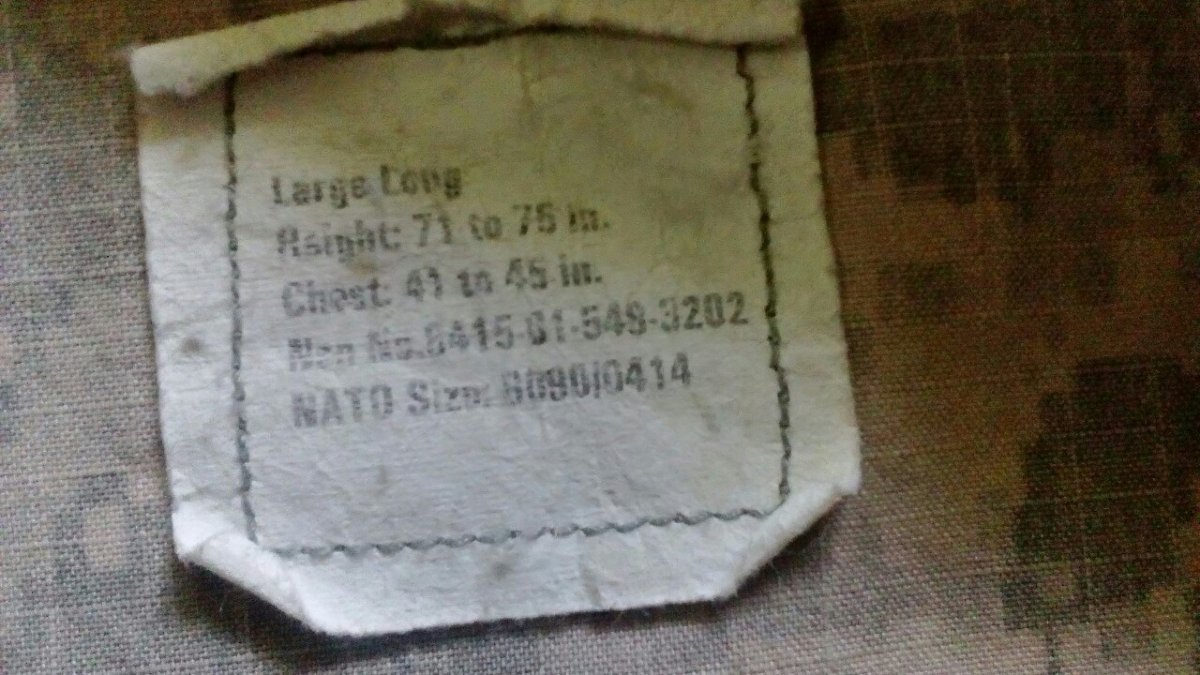 Large Long
Height: 71 to 75 in.
Chest: 41 to 45 in.
Nsn No.8415-01-549-3202
NATO Size: 8090/0414